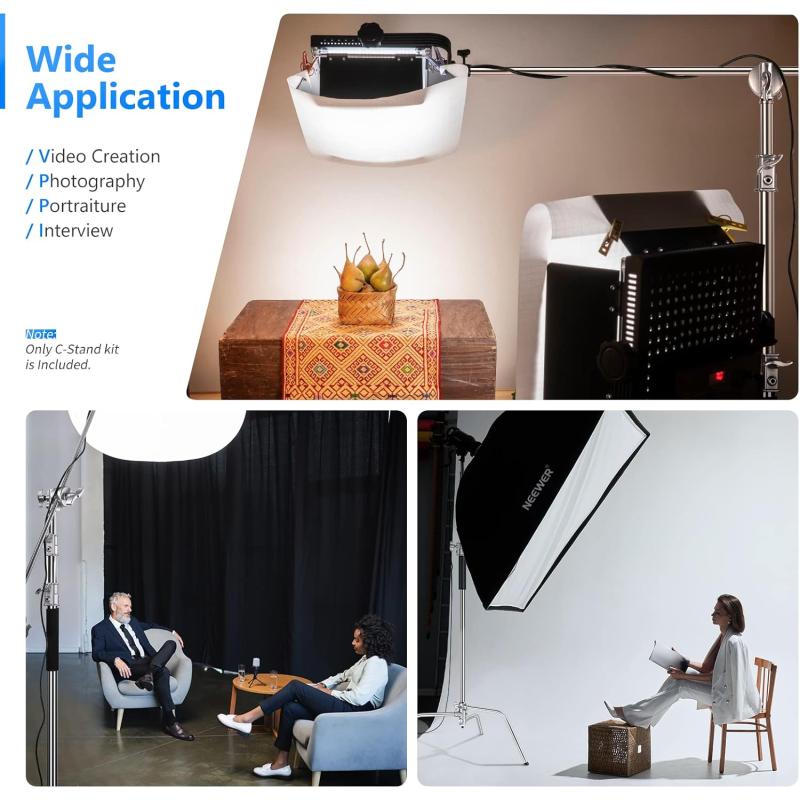 Wide
Application
/ Video Creation
/ Photography
/ Portraiture
/ Interview
Note:
Only C-Stand kit
is Included.
NEEWER®